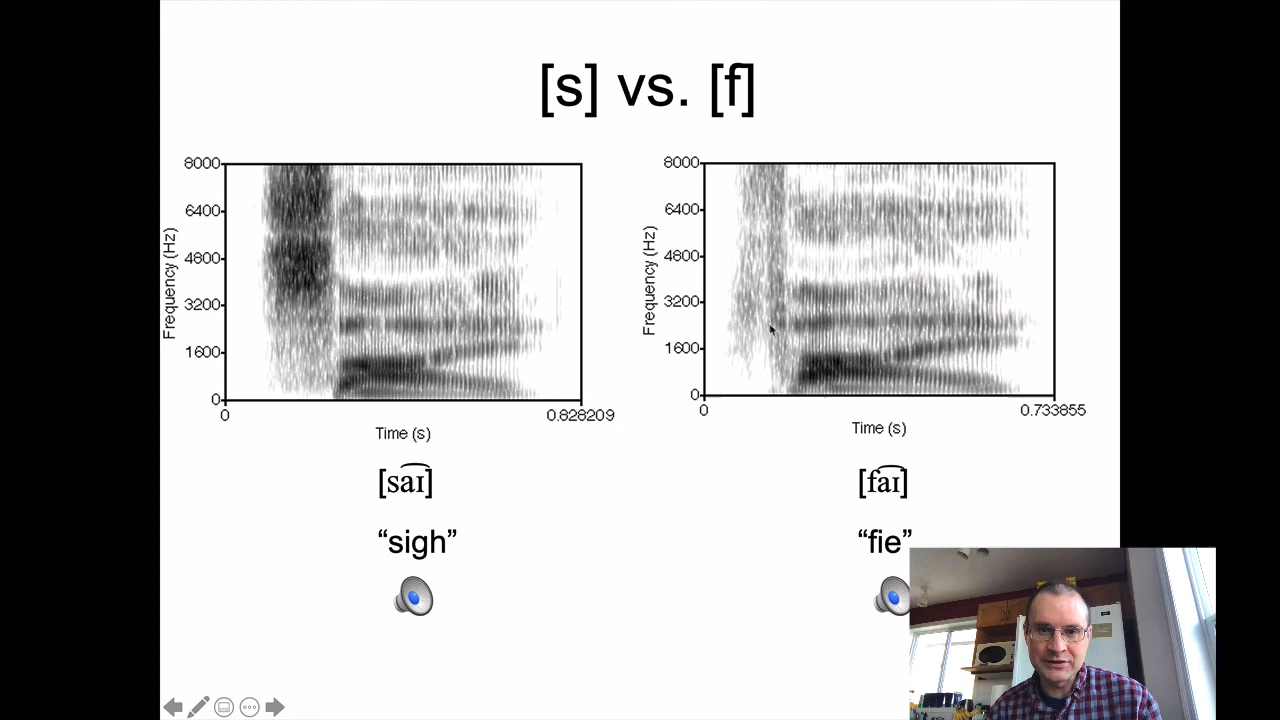 [s] vs. [f]
8000
6400
4800
3200
1600
0
Frequency (Hz)
0
0.828209
Time (s)
[sa͡ɪ]
“sigh”
8000
6400
4800
3200
1600
0
Frequency (Hz)
0
0.733855
Time (s)
[fa͡ɪ]
“fie”